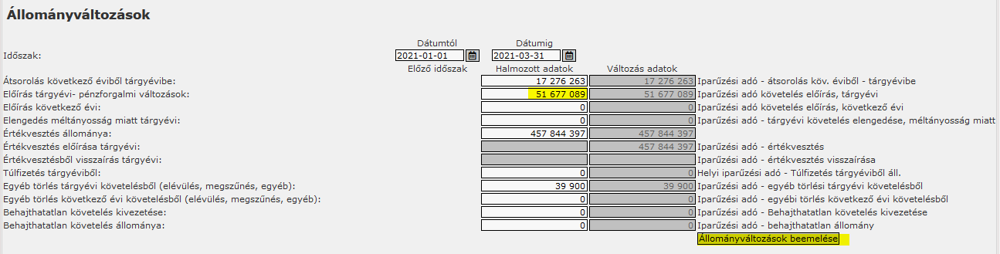 Állományváltozások
Dátumtól Dátumig
Időszak: 2021-01-01 2021-03-31
Előző időszak Halmozott adatok Változás adatok
Átsorolás következő éviből tárgyévibe: 17 276 263 17 276 263 Iparűzési adó - átsorolás köv. éviből - tárgyévibe
Előírás tárgyévi- pénzforgalmi változások: 51 677 089 51 677 089 Iparűzési adó követelés előírás, tárgyévi
Előírás következő évi: 0 0 Iparűzési adó követelés előírás, következő évi
Elengedés méltányosság miatt tárgyévi: 0 0 Iparűzési adó - tárgyévi követelés elengedése, méltányosság miatt
Értékvesztés állománya: 457 844 397 457 844 397
Értékvesztés előírása tárgyévi: 457 844 397 Iparűzési adó - értékvesztés
Értékvesztésből visszaírás tárgyévi: Iparűzési adó - értékvesztés visszaírása
Túlfizetés tárgyéviből: 0 0 Helyi iparűzési adó - Túlfizetés tárgyéviből áll.
Egyéb törlés tárgyévi követelésből (elévülés, megszűnés, egyéb): 39 900 39 900 Iparűzési adó - egyéb törlési tárgyévi követelésből
Egyéb törlés következő évi követelésből (elévülés, megszűnés, egyéb): 0 0 Iparűzési adó - egyébi törlés következő évi követelésből
Behajthatatlan követelés kivezetése: 0 0 Iparűzési adó - Behajthatatlan követelés kivezetése
Behajthatatlan követelés állománya: 0 0 Iparűzési adó - behajthatatlan állomány
Állományváltozások beemelése